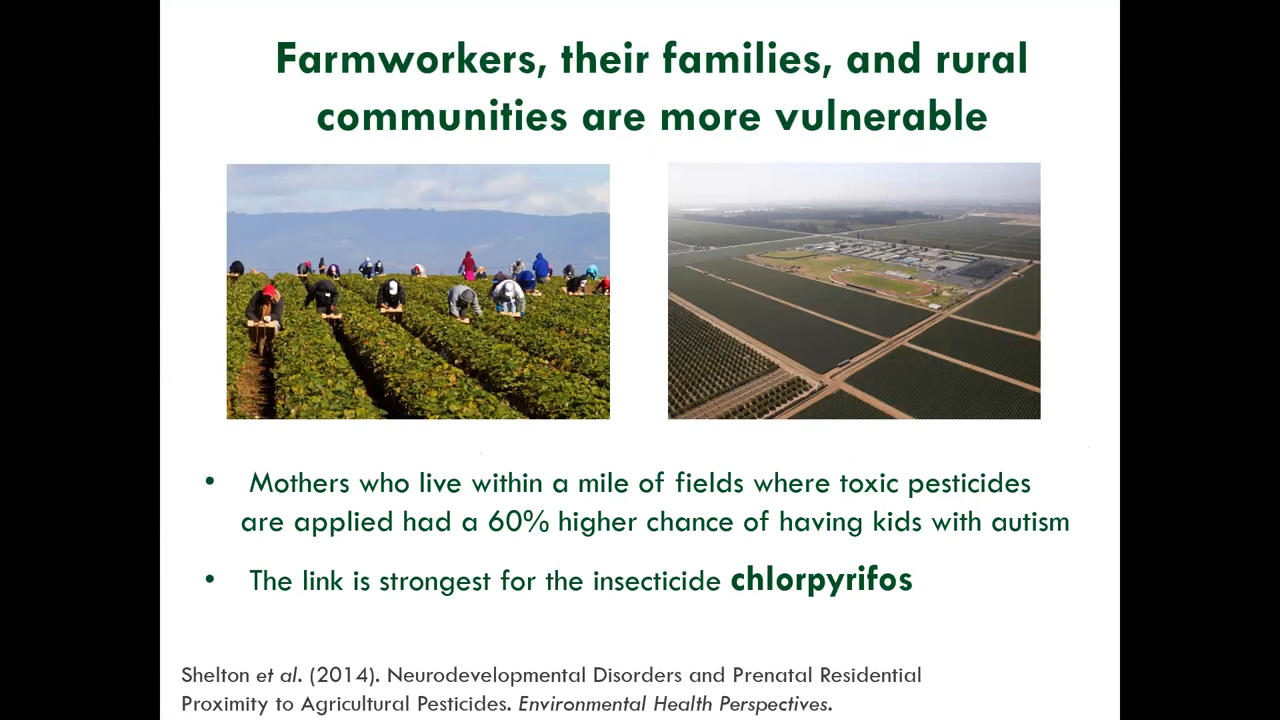 Farmworkers, their families, and rural
communities are more vulnerable
• Mothers who live within a mile of fields where toxic pesticides
are applied had a 60% higher chance of having kids with autism
• The link is strongest for the insecticide chlorpyrifos
Shelton et al. (2014). Neurodevelopmental Disorders and Prenatal Residential
Proximity to Agricultural Pesticides. Environmental Health Perspectives.